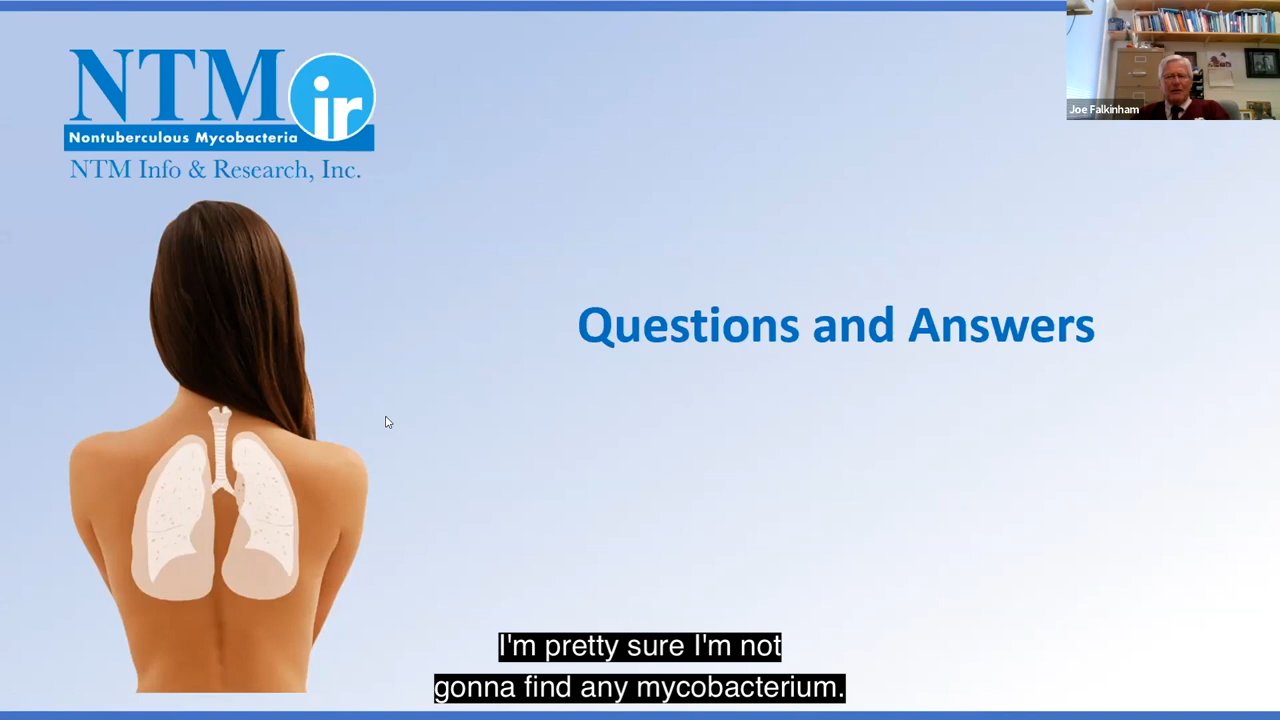 NTM
ir
Nontuberculous Mycobacteria
NTM Info & Research, Inc.
Joe Falkinham
Questions and Answers
I'm pretty sure I'm not
gonna find any mycobacterium.